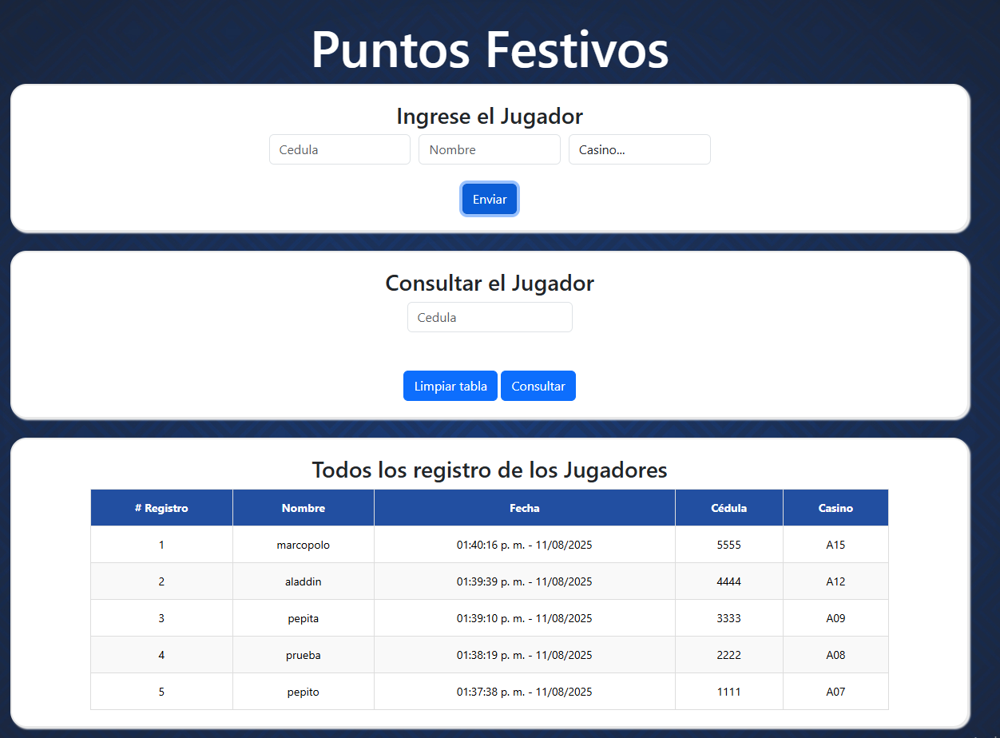 Puntos Festivos
Ingrese el Jugador
Cedula Nombre Casino...
Enviar
Consultar el Jugador
Cedula
Limpiar tabla Consultar
Todos los registro de los Jugadores
# Registro Nombre Fecha Cédula Casino
1 marcopolo 01:40:16 p. m. - 11/08/2025 5555 A15
2 aladdin 01:39:39 p. m. - 11/08/2025 4444 A12
3 pepita 01:39:10 p. m. - 11/08/2025 3333 A09
4 prueba 01:38:19 p. m. - 11/08/2025 2222 A08
5 pepito 01:37:38 p. m. - 11/08/2025 1111 A07